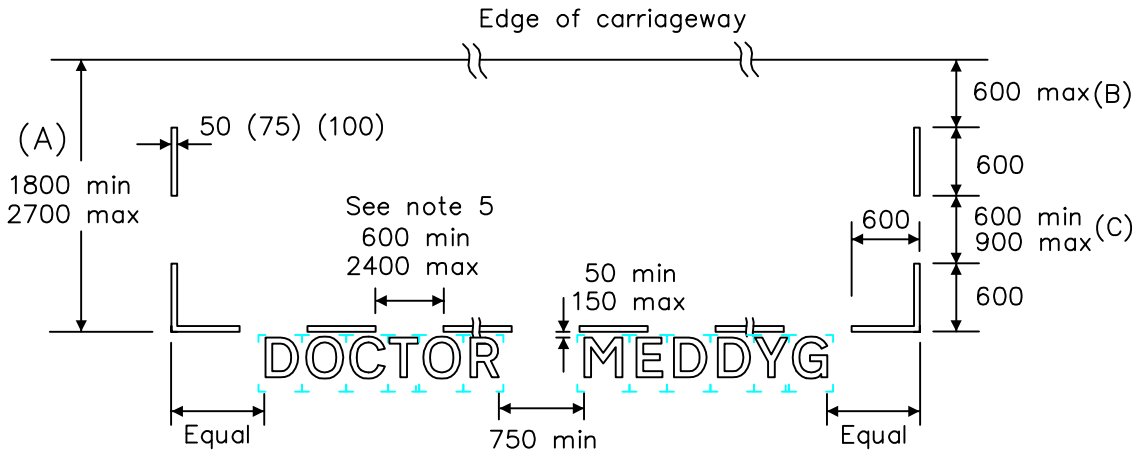 Edge of carriageway
600 max (B)
50 (75) (100)
(A)
1800 min
2700 max
600
See note 5
600 min
2400 max
600
600 min
900 max
(C)
50 min
150 max
600
DOCTOR MEDDYG
Equal
750 min
Equal